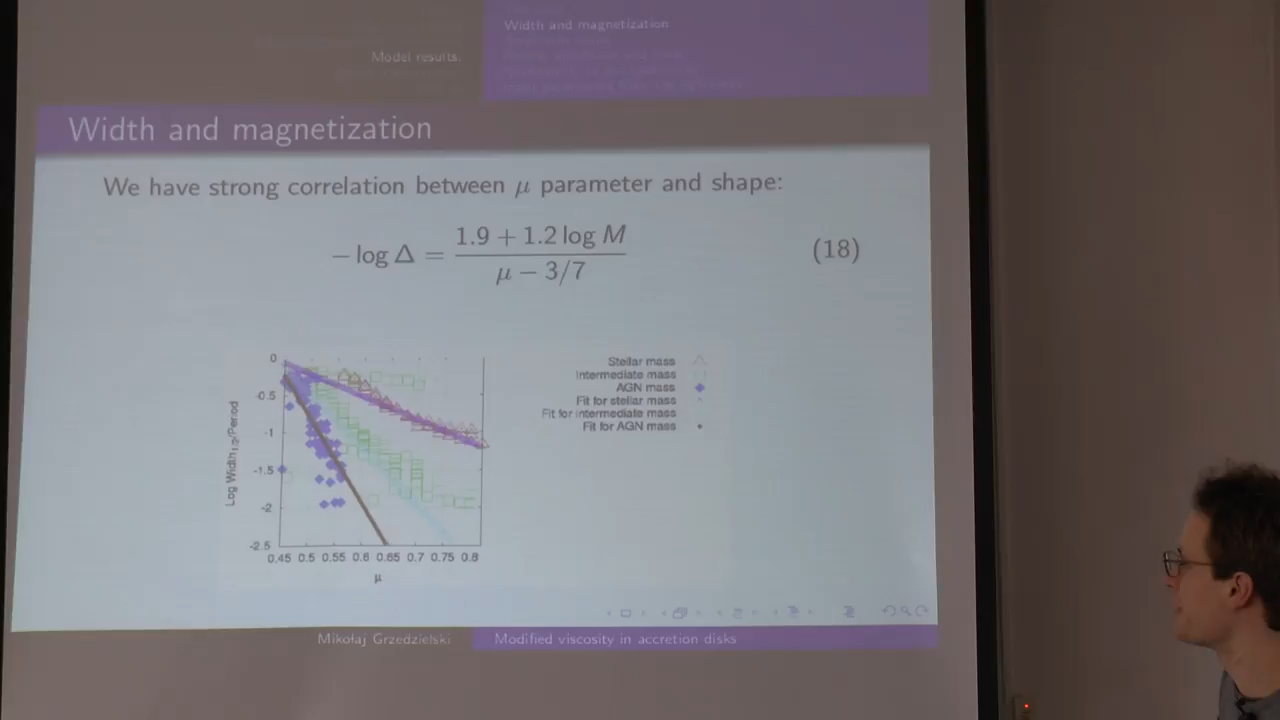 Width and magnetization
Model results.
Width and magnetization
We have strong correlation between μ parameter and shape:
− log Δ = (1.9 + 1.2 log M) / (μ − 3/7) (18)
Stellar mass
Intermediate mass
AGN mass
Fit for stellar mass
Fit for intermediate mass
Fit for AGN mass
Log Width1/2/Period
0
-0.5
-1
-1.5
-2
-2.5
0.45 0.5 0.55 0.6 0.65 0.7 0.75 0.8
μ
Mikołaj Grzedzielski Modified viscosity in accretion disks